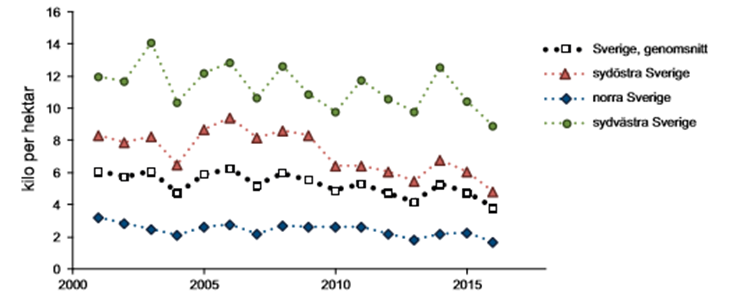 16
14
12
10
8
6
4
2
0
kilo per hektar
2000 2005 2010 2015
Sverige, genomsnitt
sydöstra Sverige
norra Sverige
sydvästra Sverige